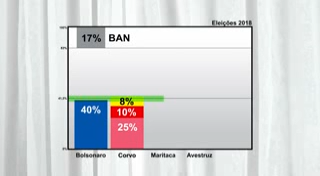 Eleições 2018
17% BAN
8%
40%
10%
25%
Bolsonaro Corvo Maritaca Avestruz